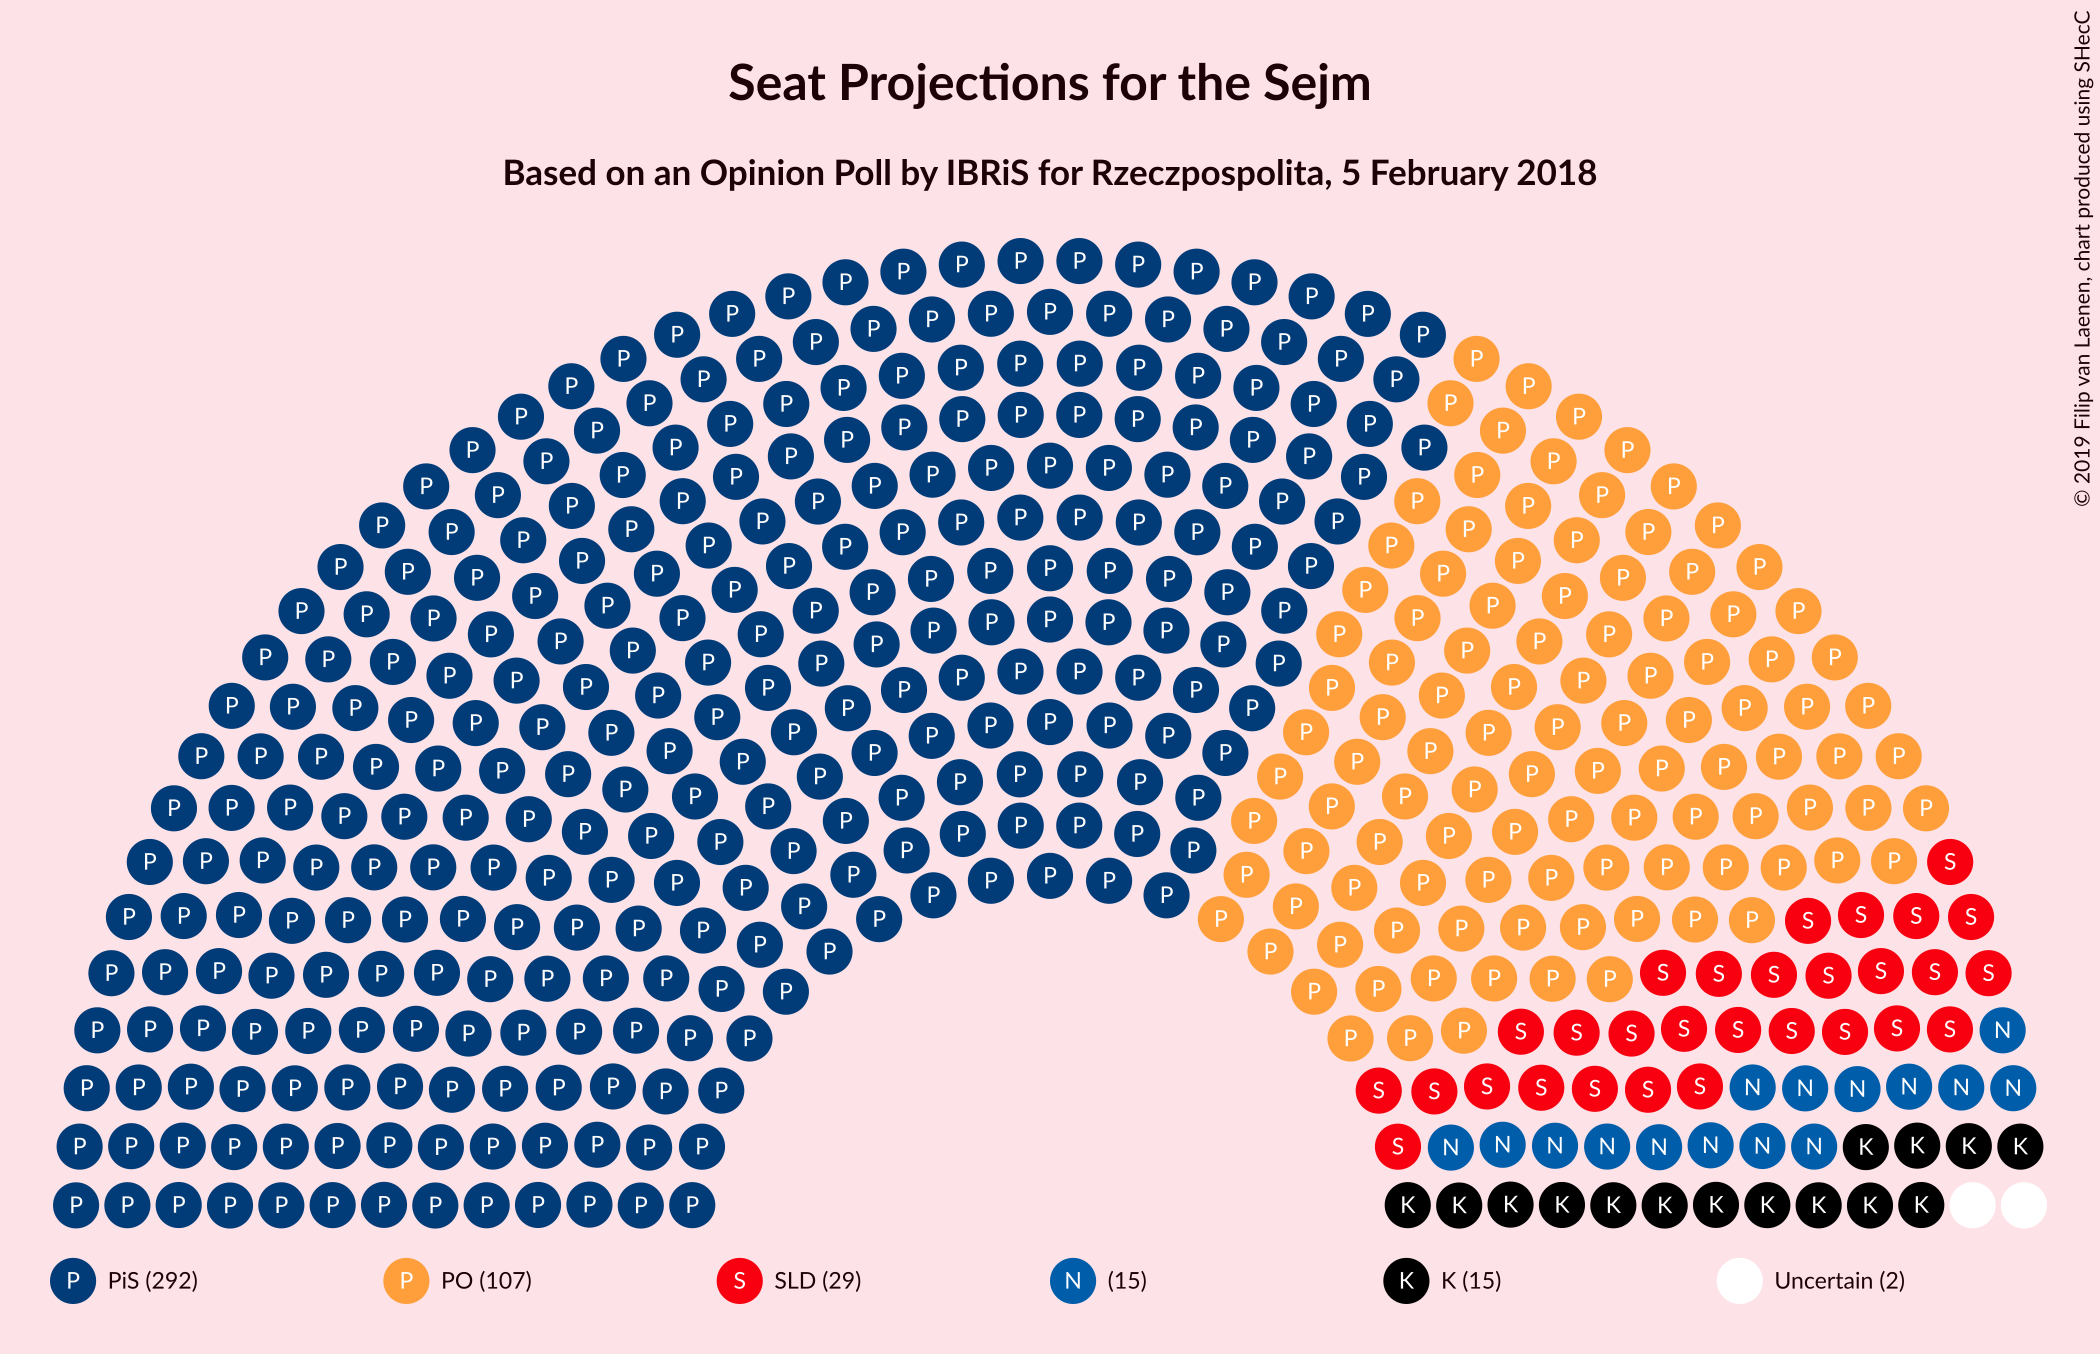 Seat Projections for the Sejm
Based on an Opinion Poll by IBRiS for Rzeczpospolita, 5 February 2018
© 2019 Filip van Laenen, chart produced using SHecC
P PiS (292) P PO (107) S SLD (29) N (15) K K (15) Uncertain (2)